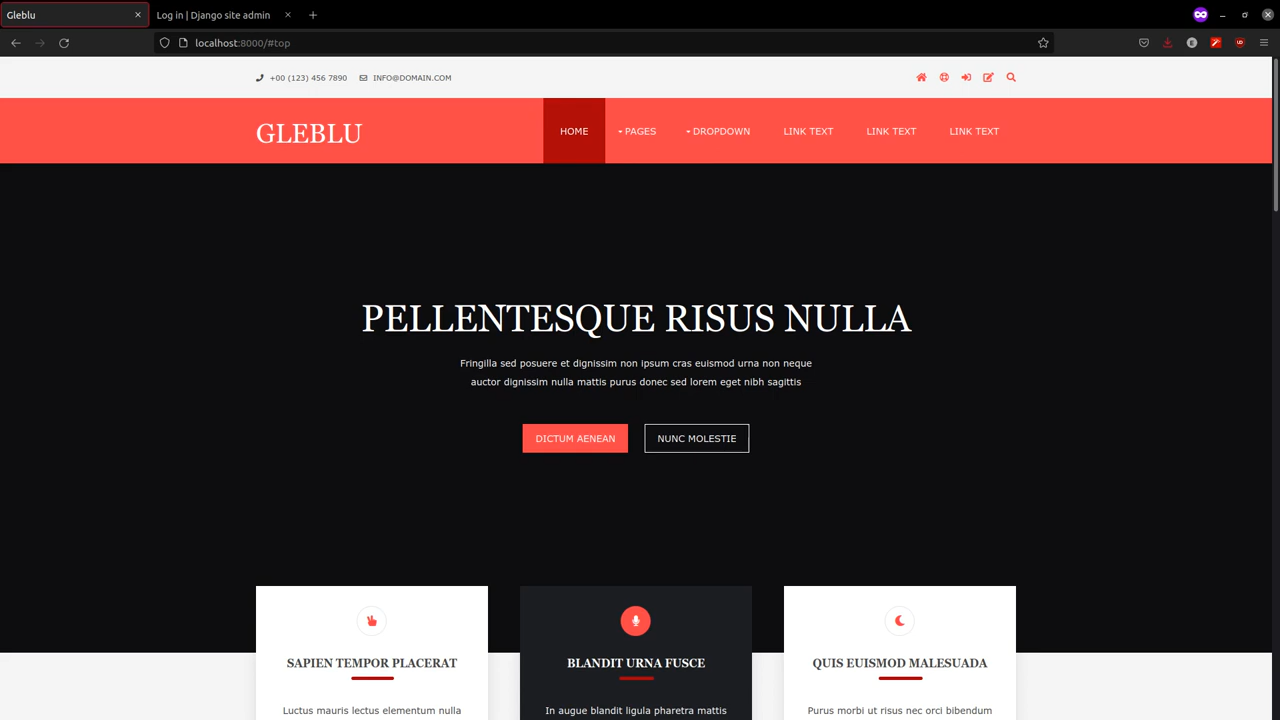 Gleblu
Log in | Django site admin
localhost:8000/#top
+00 (123) 456 7890 INFO@DOMAIN.COM
GLEBLU
HOME PAGES DROPDOWN LINK TEXT LINK TEXT LINK TEXT
PELLENTESQUE RISUS NULLA
Fringilla sed posuere et dignissim non ipsum cras euismod urna non neque
auctor dignissim nulla mattis purus donec sed lorem eget nibh sagittis
DICTUM AENEAN NUNC MOLESTIE
SAPIEN TEMPOR PLACERAT
Luctus mauris lectus elementum nulla
BLANDIT URNA FUSCE
In augue blandit ligula pharetra mattis
QUIS EUISMOD MALESUADA
Purus morbi ut risus nec orci bibendum